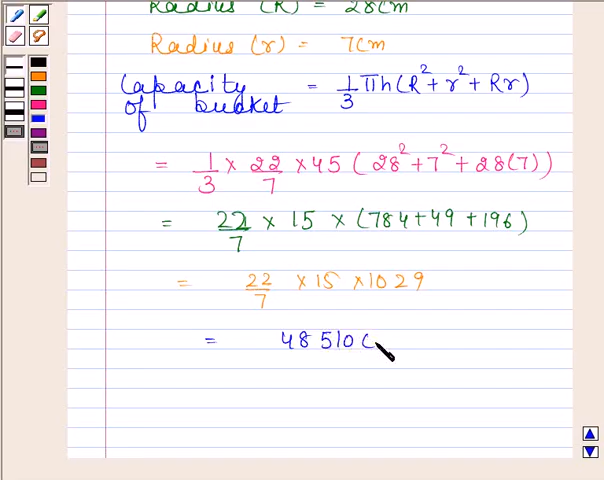 Radius (R) = 28cm
Radius (r) = 7cm
Capacity of bucket = 1/3 πh(R²+r²+Rr)
= 1/3 × 22/7 × 45 (28²+7²+28(7))
= 22/7 × 15 × (784+49+196)
= 22/7 ×15 ×1029
= 48510 (